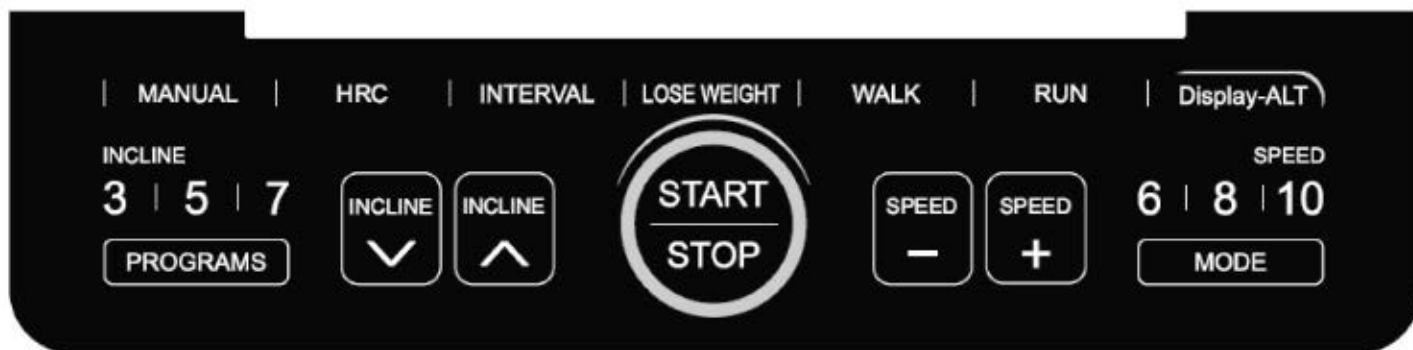 MANUAL HRC INTERVAL LOSE WEIGHT WALK RUN Display-ALT
INCLINE
3 5 7
PROGRAMS
INCLINE
INCLINE
START
STOP
SPEED
−
SPEED
+
SPEED
6 8 10
MODE